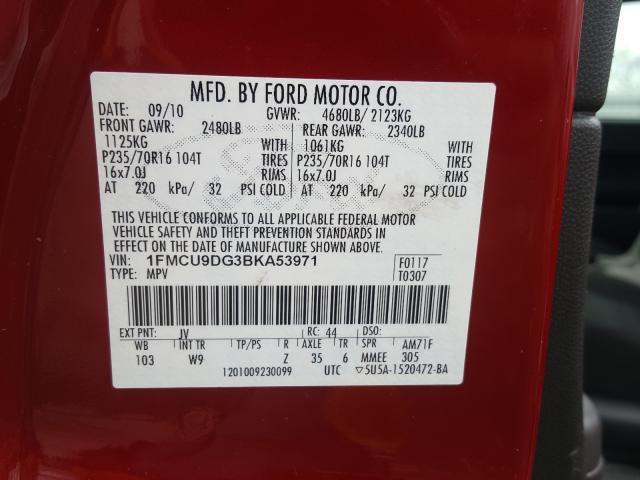 MFD. BY FORD MOTOR CO.
DATE: 09/10 GVWR: 4680LB/ 2123KG
FRONT GAWR: 2480LB REAR GAWR: 2340LB
1125KG WITH 1061KG WITH
P235/70R16 104T TIRES P235/70R16 104T TIRES
16x7.0J RIMS 16x7.0J RIMS
AT 220 kPa/ 32 PSI COLD AT 220 kPa/ 32 PSI COLD
THIS VEHICLE CONFORMS TO ALL APPLICABLE FEDERAL MOTOR
VEHICLE SAFETY AND THEFT PREVENTION STANDARDS IN
EFFECT ON THE DATE OF MANUFACTURE SHOWN ABOVE.
VIN: 1FMCU9DG3BKA53971 F0117
TYPE: MPV T0307
EXT PNT: JV RC: 44 DSO:
WB INT TR TP/PS R AXLE TR SPR AM71F
103 W9 Z 35 6 MMEE 305
1201009230099 UTC ▽5U5A-1520472-BA